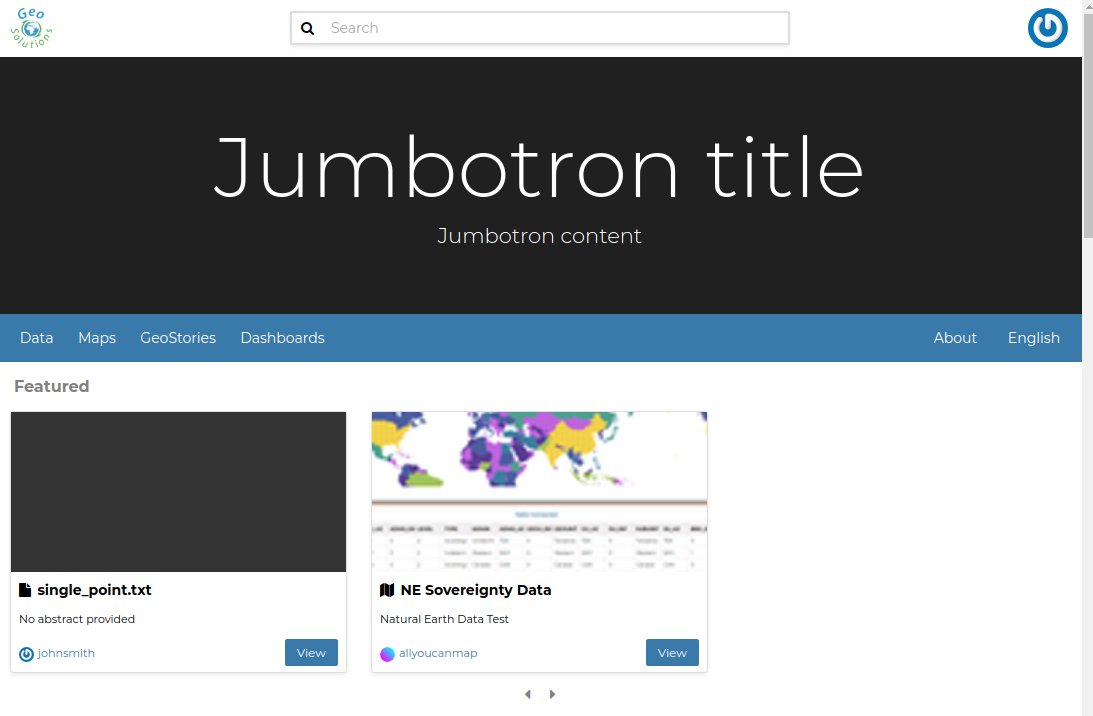 Geo
Solutions
Search
Jumbotron title
Jumbotron content
Data Maps GeoStories Dashboards About English
Featured
single_point.txt
No abstract provided
johnsmith View
NE Sovereignty Data
Natural Earth Data Test
allyoucanmap View